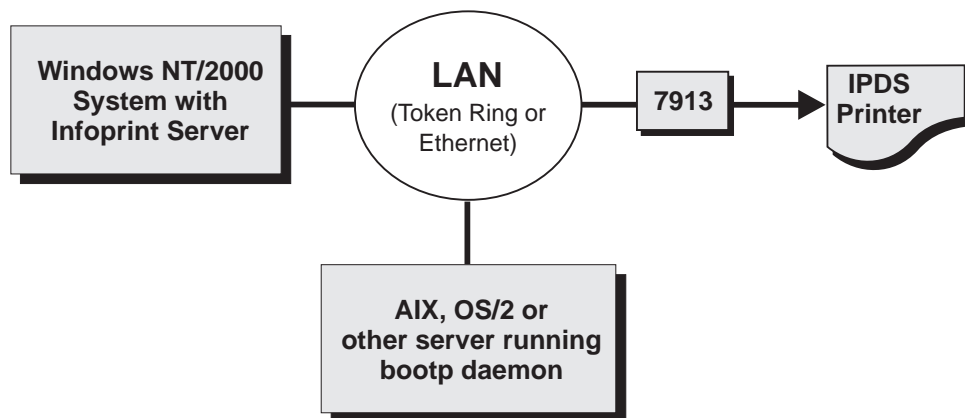 Windows NT/2000
System with
Infoprint Server
LAN
(Token Ring or
Ethernet)
7913
IPDS
Printer
AIX, OS/2 or
other server running
bootp daemon